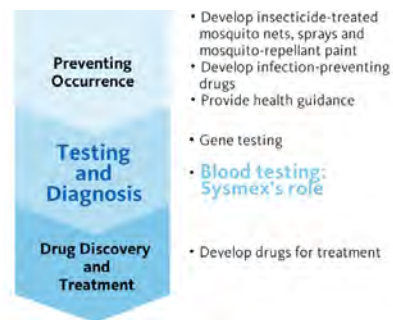 Preventing
Occurrence
• Develop insecticide-treated
mosquito nets, sprays and
mosquito-repellant paint
• Develop infection-preventing
drugs
• Provide health guidance
Testing
and
Diagnosis
• Gene testing
• Blood testing:
Sysmex's role
Drug Discovery
and
Treatment
• Develop drugs for treatment